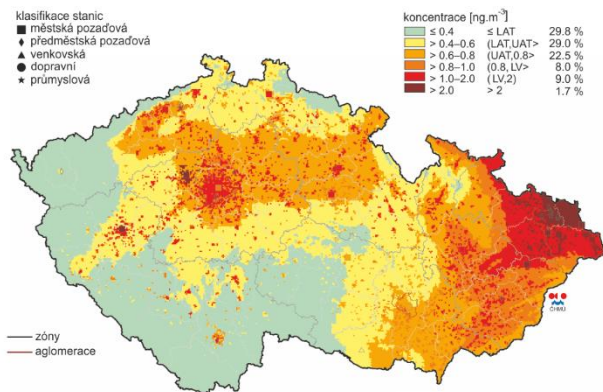 klasifikace stanic
městská pozaďová
předměstská pozaďová
venkovská
dopravní
průmyslová
koncentrace [ng.m⁻³]
≤ 0.4 ≤ LAT 29.8 %
> 0.4–0.6 (LAT,UAT> 29.0 %
> 0.6–0.8 (UAT,0.8> 22.5 %
> 0.8–1.0 (0.8, LV> 8.0 %
> 1.0–2.0 (LV,2) 9.0 %
> 2.0 > 2 1.7 %
ČHMÚ
zóny
aglomerace